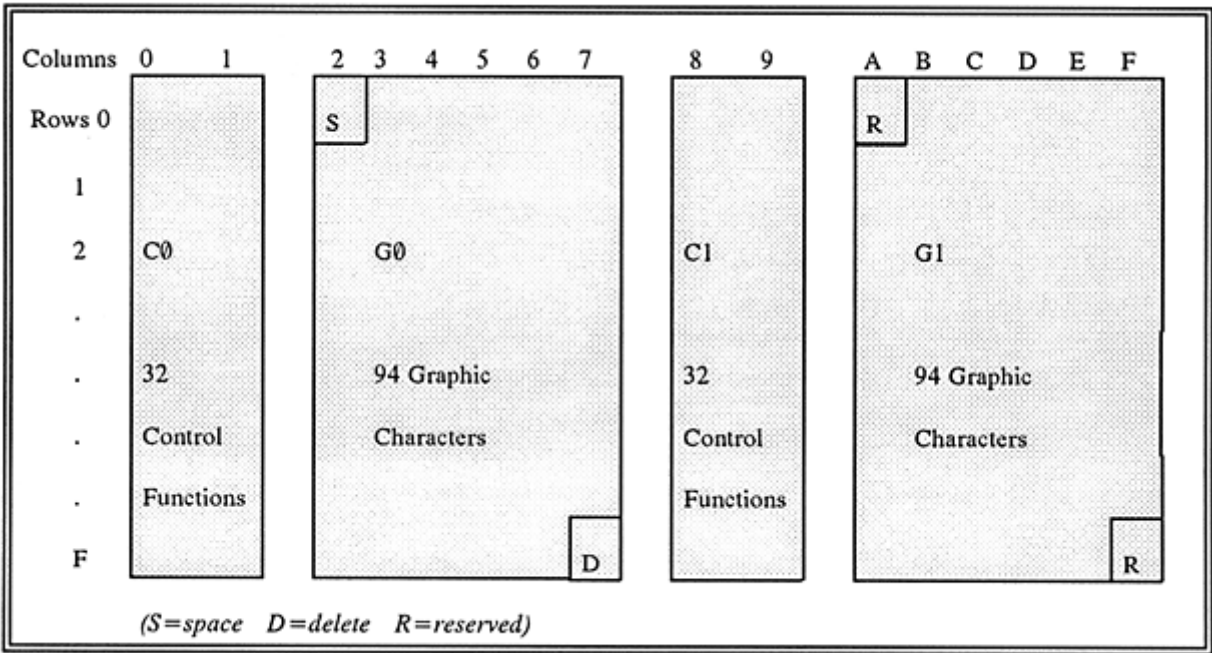 Columns 0 1 2 3 4 5 6 7 8 9 A B C D E F
Rows 0 S R
1
2 C0 G0 C1 G1
.
. 32 94 Graphic 32 94 Graphic
. Control Characters Control Characters
. Functions Functions
F D R
(S=space D=delete R=reserved)